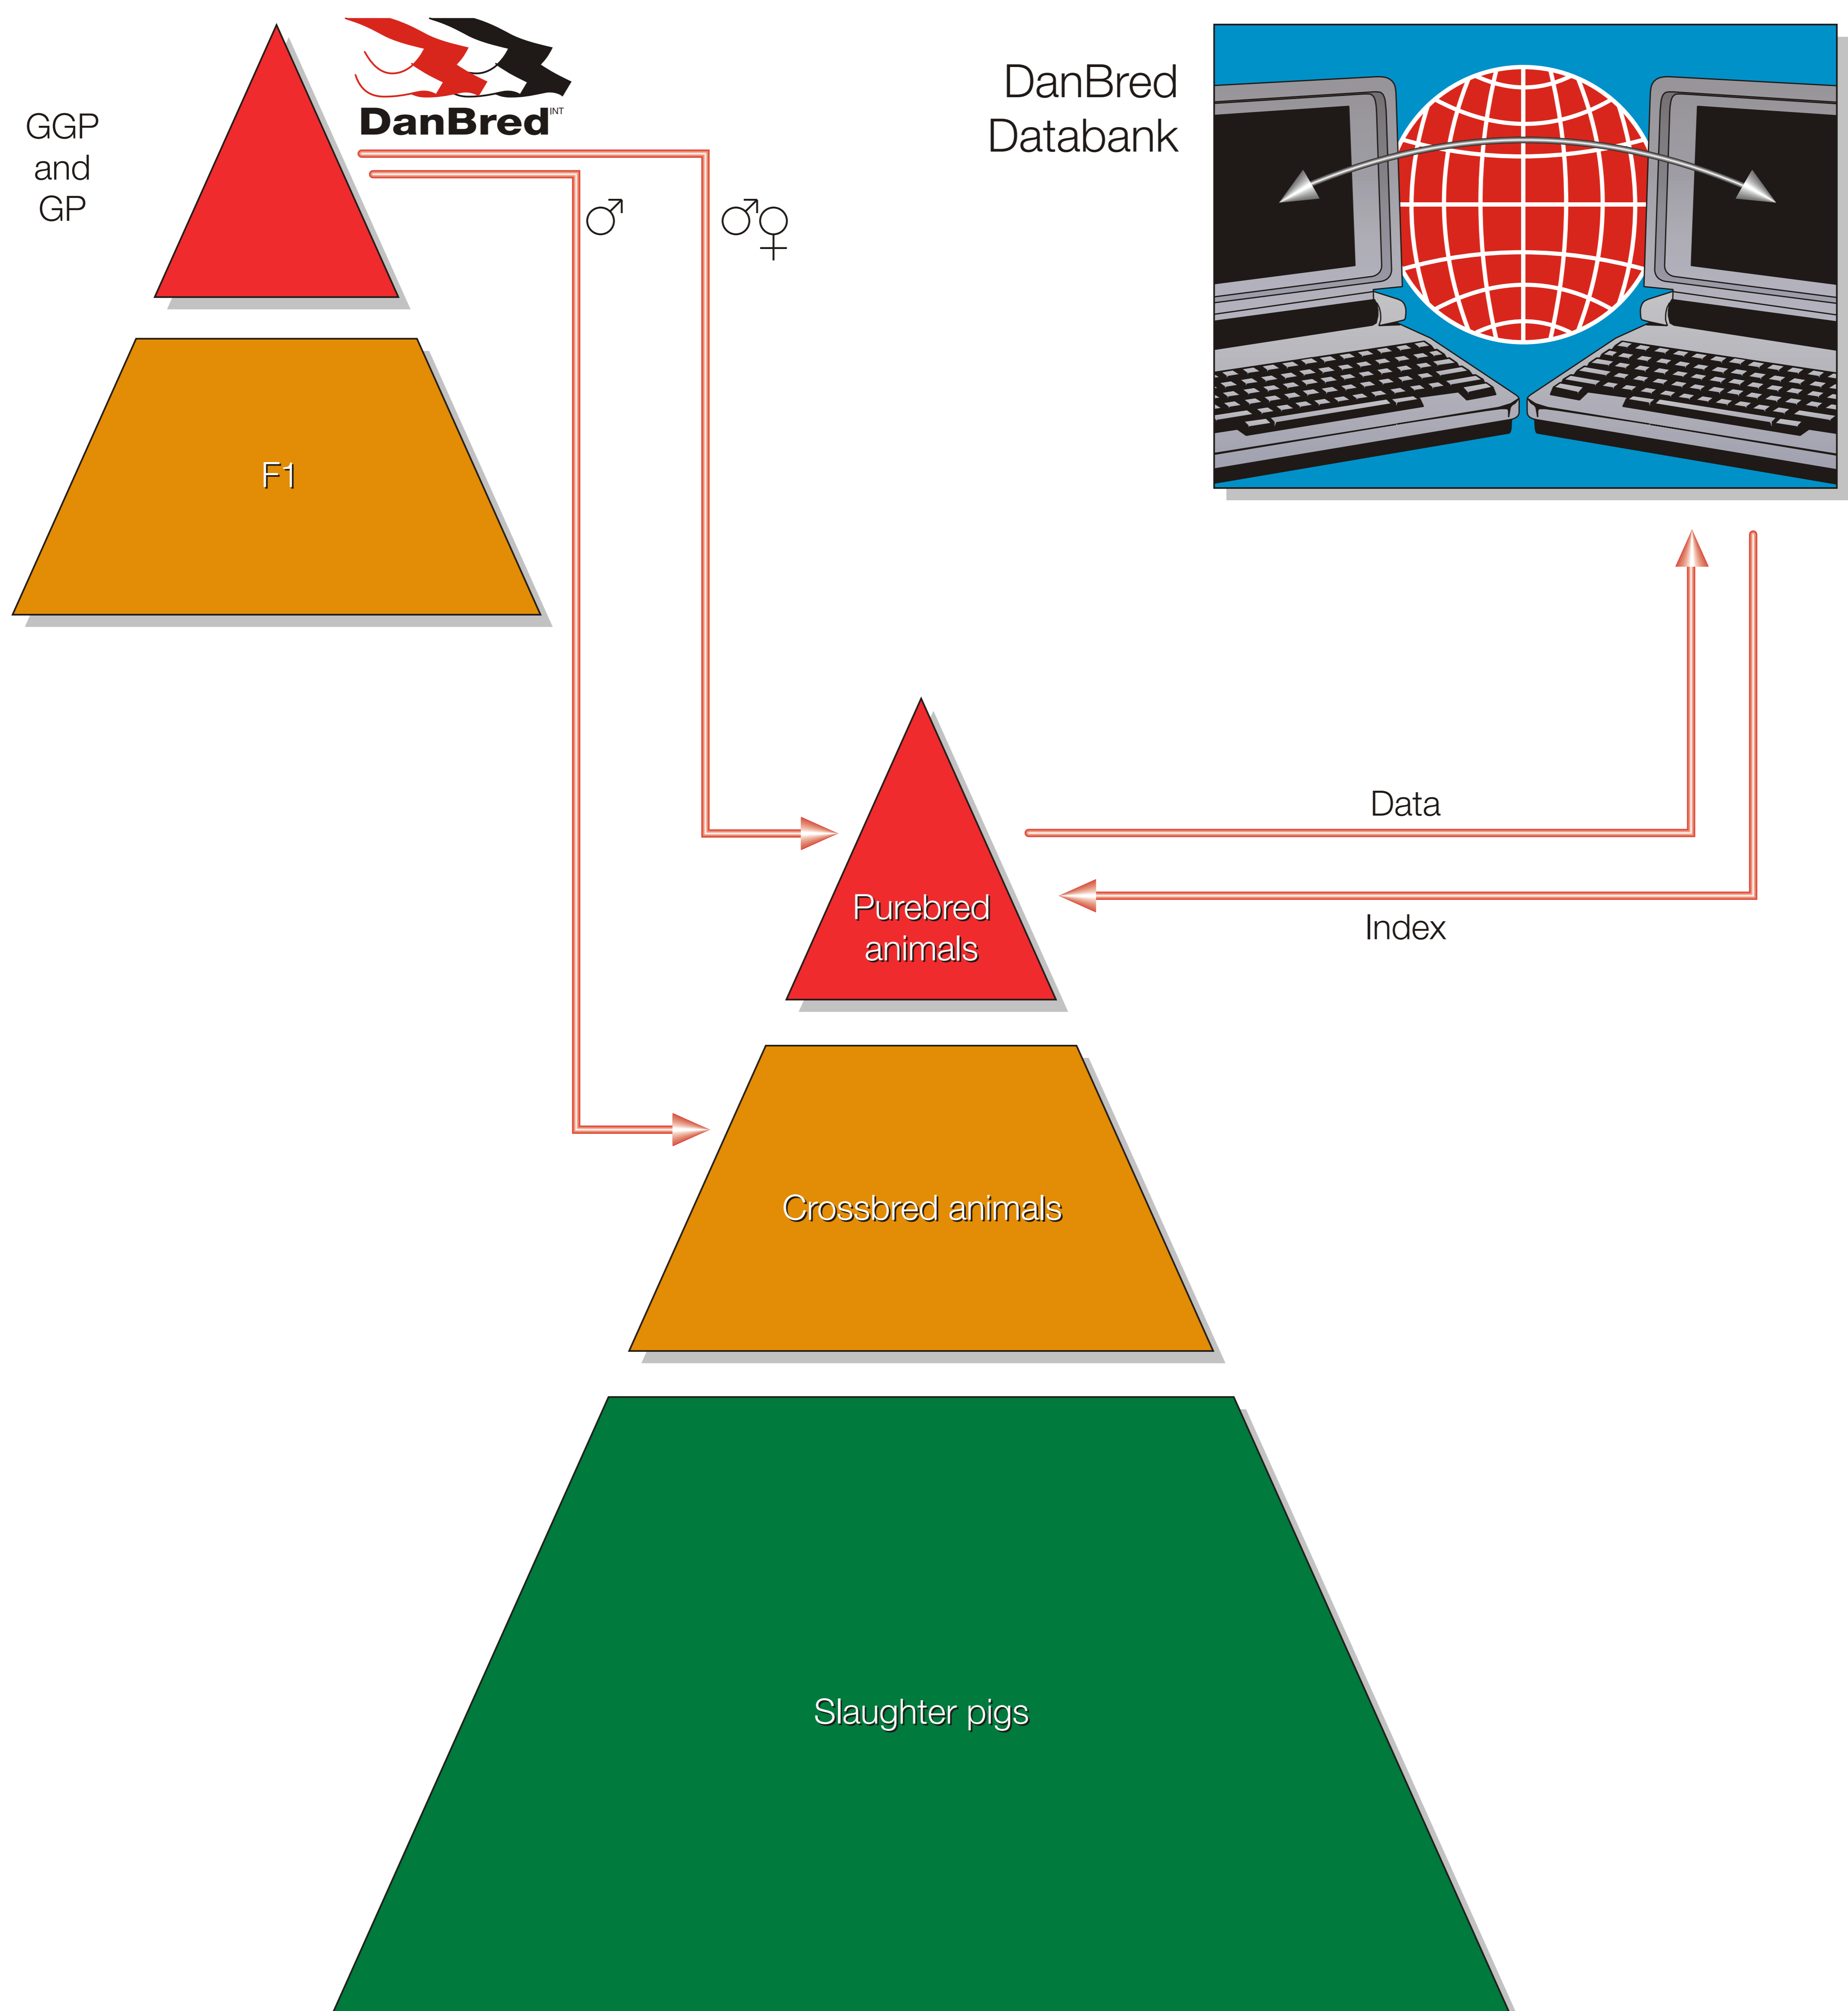 GGP
and
GP
DanBred INT
♂
♂♀
DanBred
Databank
F1
Data
Index
Purebred
animals
Crossbred animals
Slaughter pigs